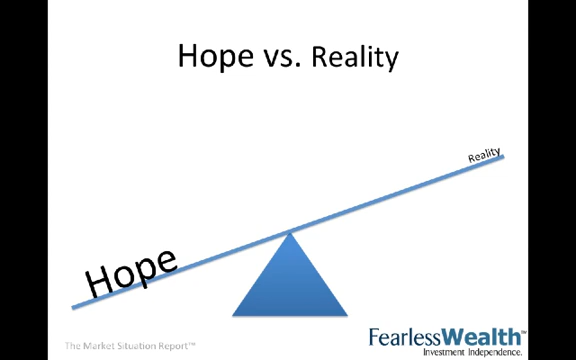 Hope vs. Reality
Reality
Hope
The Market Situation Report™
FearlessWealth™
Investment Independence.